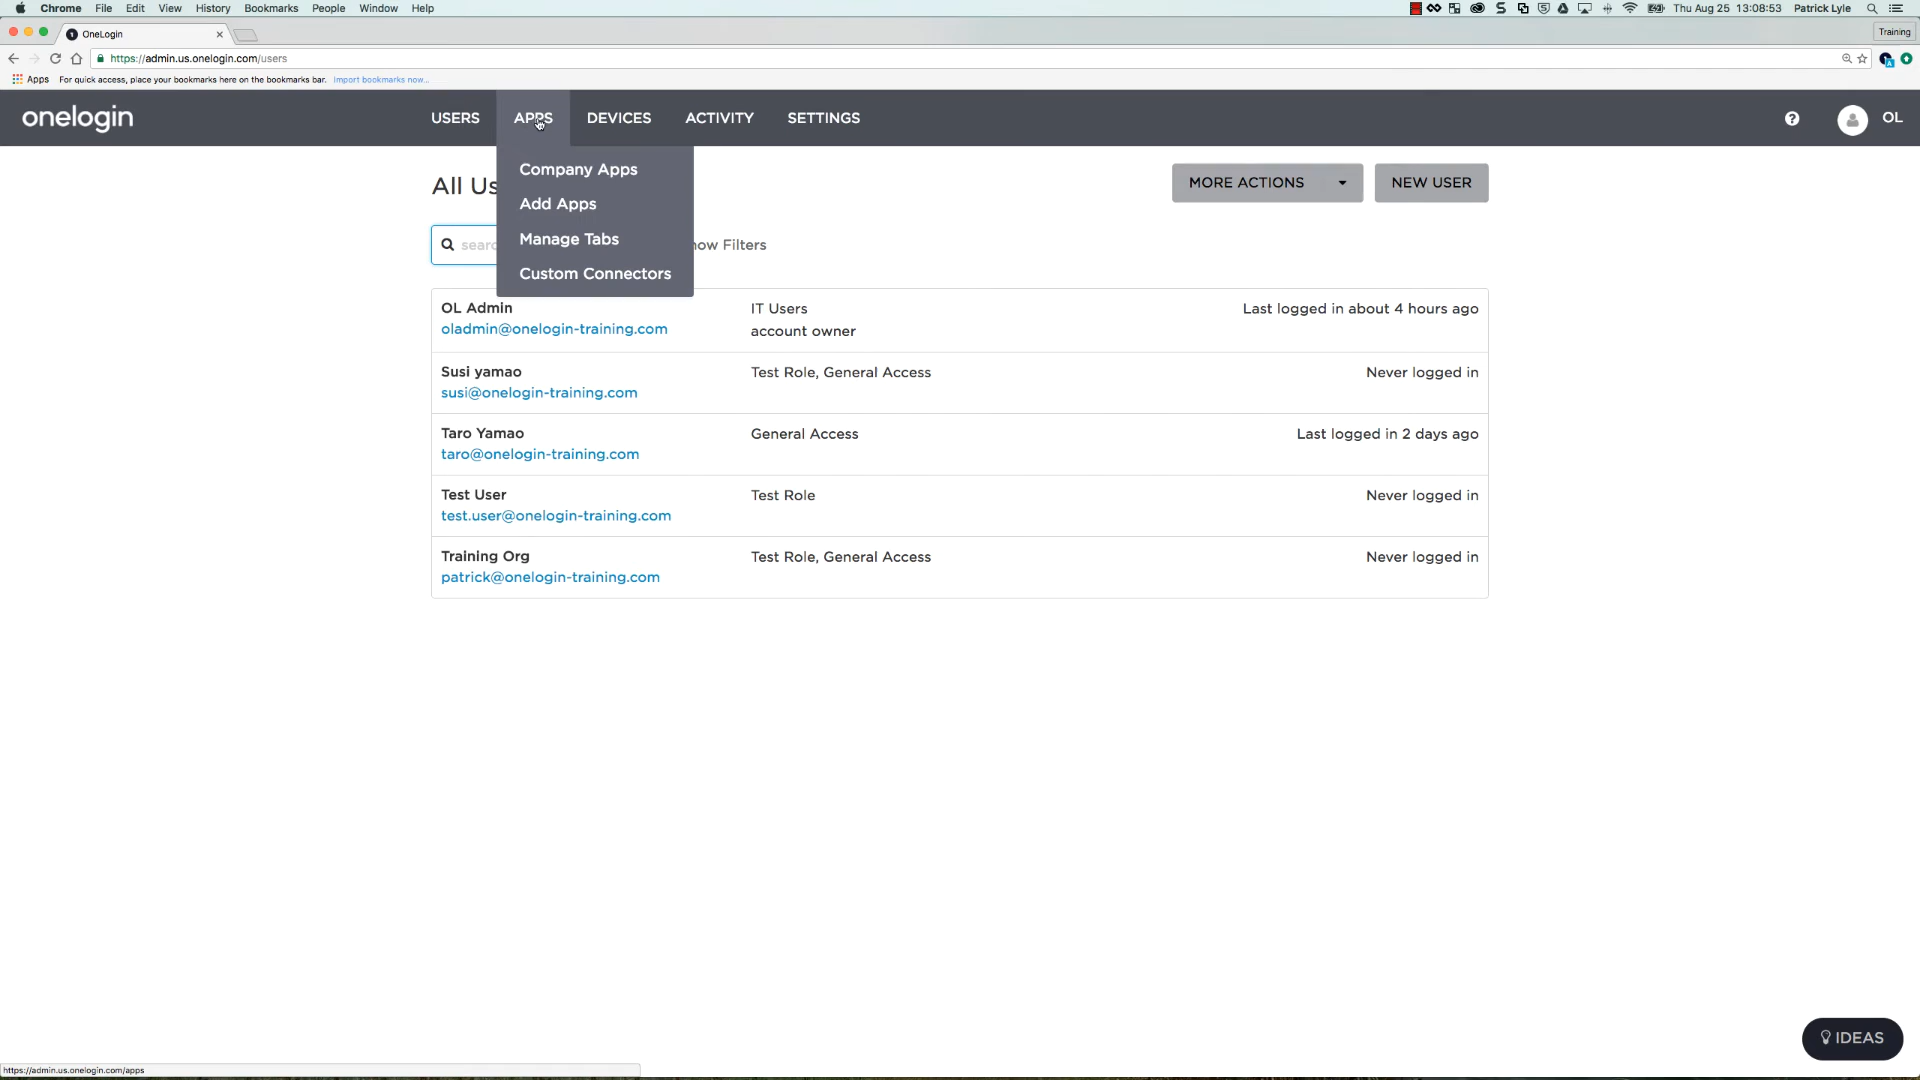 Chrome File Edit View History Bookmarks People Window Help
Thu Aug 25 13:08:53 Patrick Lyle
OneLogin
Training
https://admin.us.onelogin.com/users
Apps For quick access, place your bookmarks here on the bookmarks bar. Import bookmarks now...
onelogin
USERS APPS DEVICES ACTIVITY SETTINGS
OL
Company Apps
Add Apps
Manage Tabs
Custom Connectors
All Us
MORE ACTIONS
NEW USER
searc
how Filters
OL Admin
oladmin@onelogin-training.com
IT Users
account owner
Last logged in about 4 hours ago
Susi yamao
susi@onelogin-training.com
Test Role, General Access
Never logged in
Taro Yamao
taro@onelogin-training.com
General Access
Last logged in 2 days ago
Test User
test.user@onelogin-training.com
Test Role
Never logged in
Training Org
patrick@onelogin-training.com
Test Role, General Access
Never logged in
IDEAS
https://admin.us.onelogin.com/apps